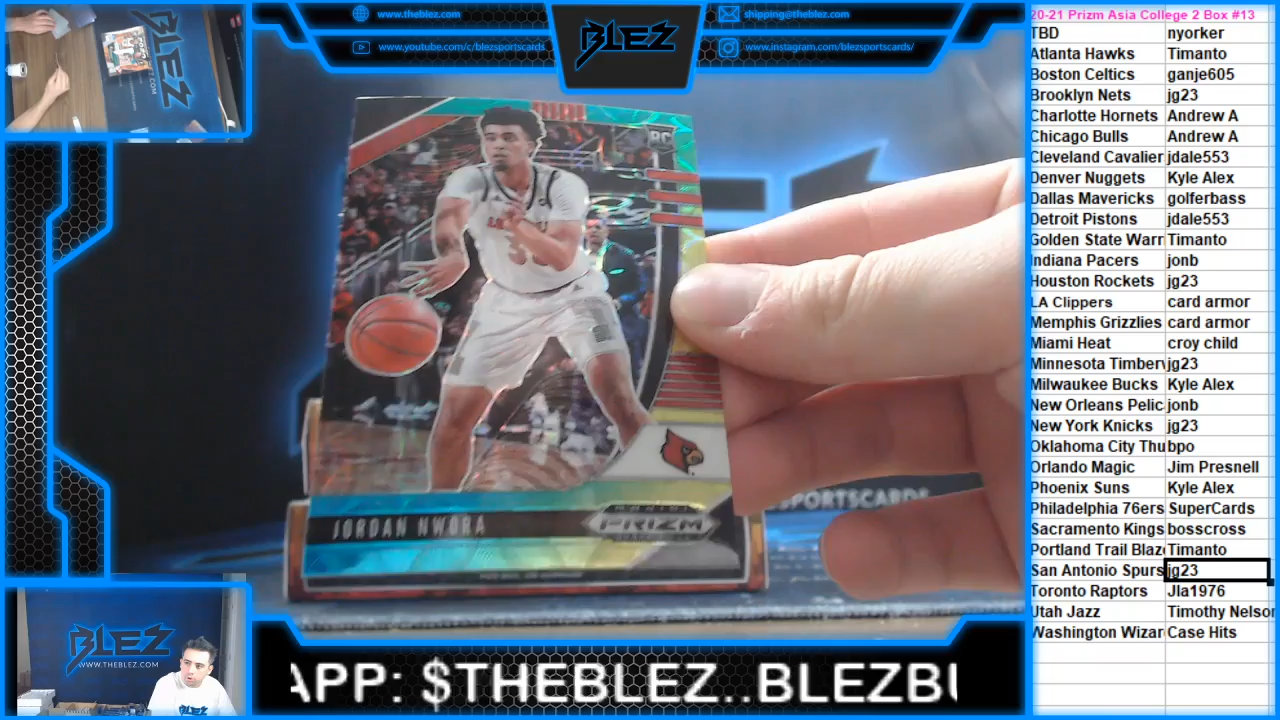 www.theblez.com
www.youtube.com/c/blezsportscards
BLEZ
shipping@theblez.com
www.instagram.com/blezsportscards/
BLEZ
RC
33
JORDAN NWORA
PANINI
PRIZM
SPORTSCARDS
BLEZ
WWW.THEBLEZ.COM
APP: $THEBLEZ..BLEZBU
20-21 Prizm Asia College 2 Box #13
TBD nyorker
Atlanta Hawks Timanto
Boston Celtics ganje605
Brooklyn Nets jg23
Charlotte Hornets Andrew A
Chicago Bulls Andrew A
Cleveland Cavalier jdale553
Denver Nuggets Kyle Alex
Dallas Mavericks golferbass
Detroit Pistons jdale553
Golden State Warr Timanto
Indiana Pacers jonb
Houston Rockets jg23
LA Clippers card armor
Memphis Grizzlies card armor
Miami Heat croy child
Minnesota Timberv jg23
Milwaukee Bucks Kyle Alex
New Orleans Pelic jonb
New York Knicks jg23
Oklahoma City Thu bpo
Orlando Magic Jim Presnell
Phoenix Suns Kyle Alex
Philadelphia 76ers SuperCards
Sacramento Kings bosscross
Portland Trail Blaz Timanto
San Antonio Spurs jg23
Toronto Raptors Jla1976
Utah Jazz Timothy Nelson
Washington Wizar Case Hits